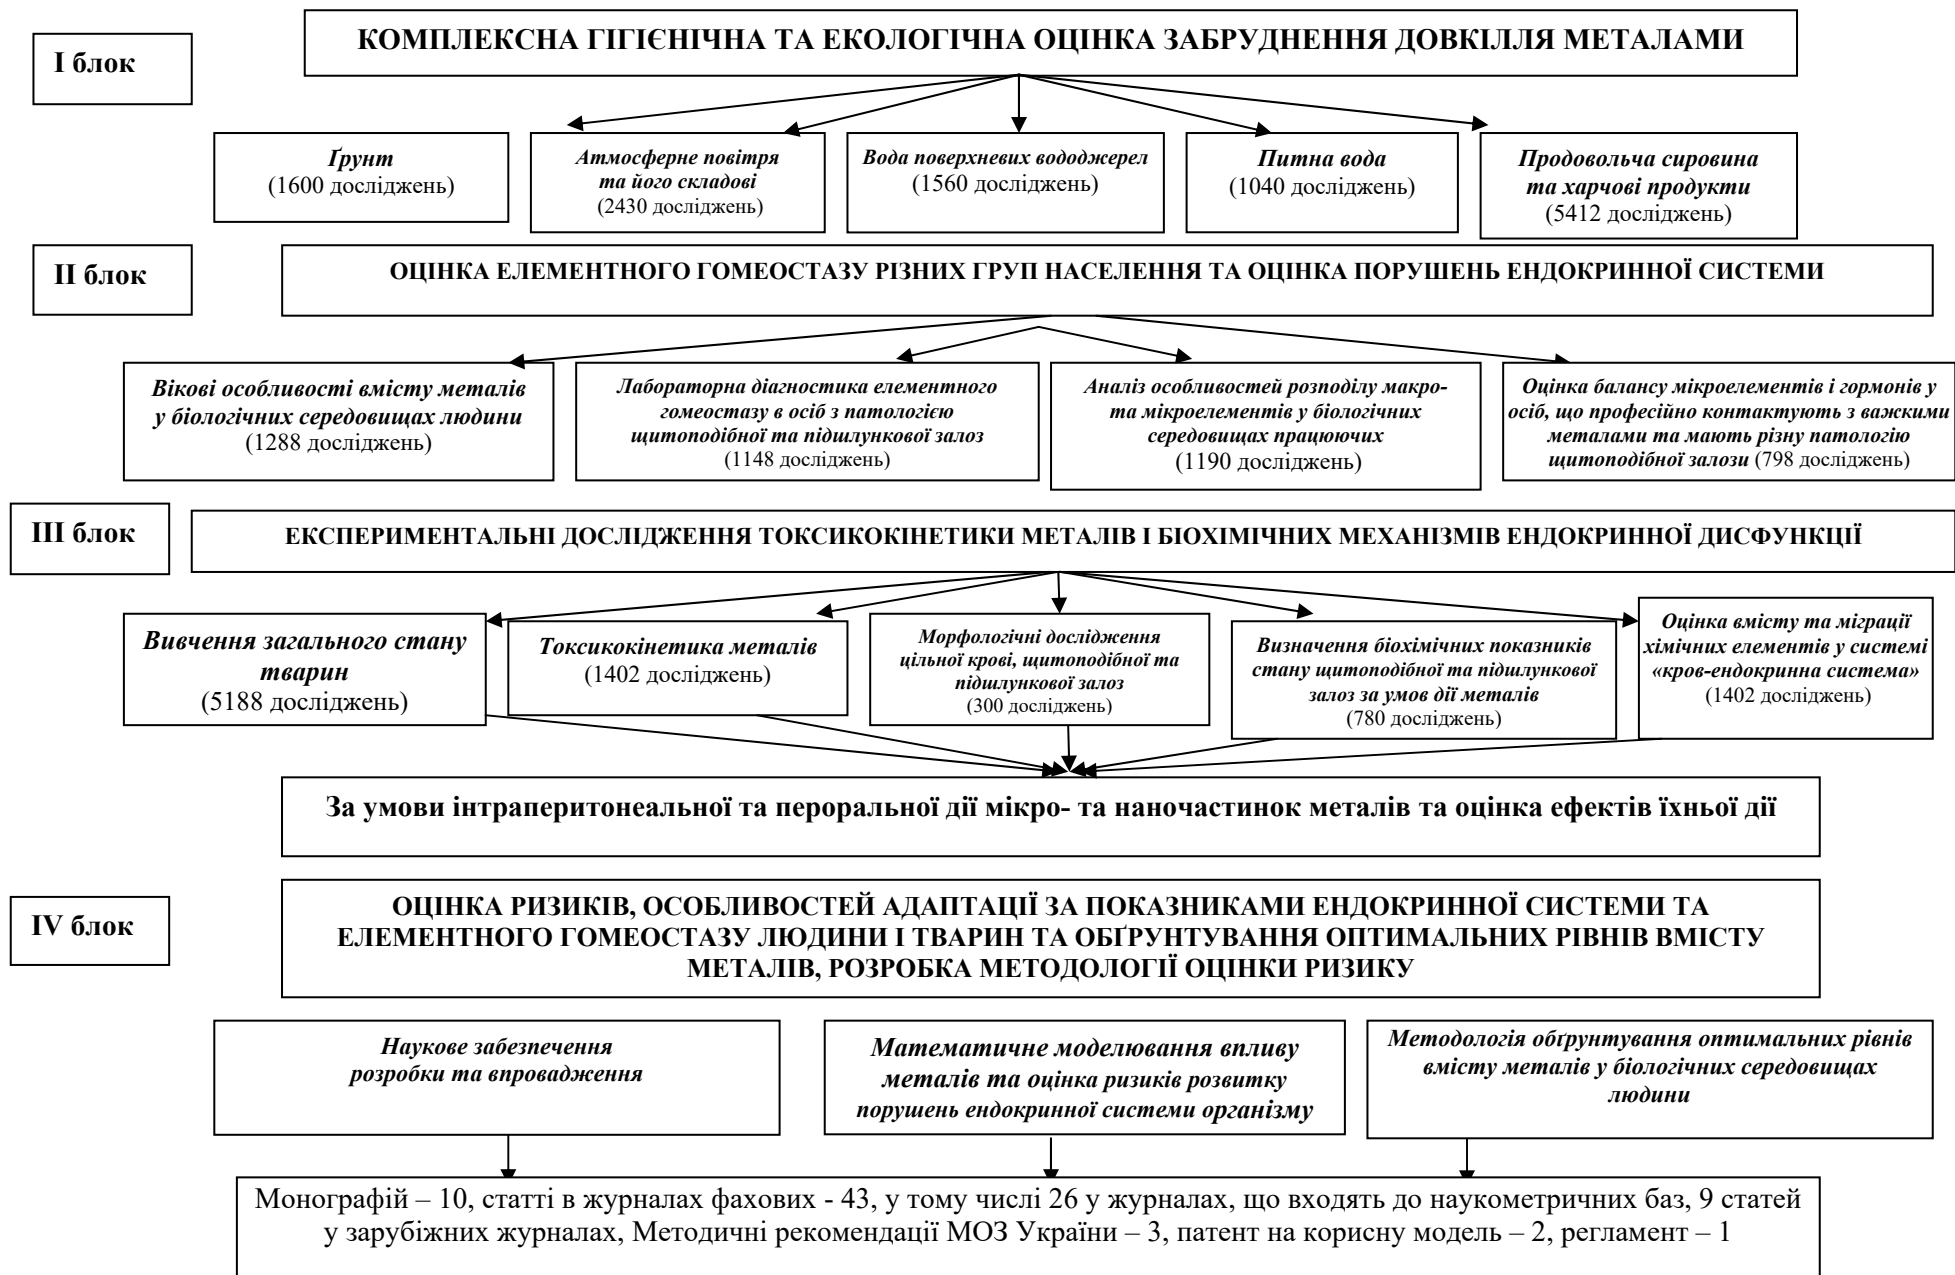 І блок
КОМПЛЕКСНА ГІГІЄНІЧНА ТА ЕКОЛОГІЧНА ОЦІНКА ЗАБРУДНЕННЯ ДОВКІЛЛЯ МЕТАЛАМИ
Ґрунт
(1600 досліджень)
Атмосферне повітря
та його складові
(2430 досліджень)
Вода поверхневих вододжерел
(1560 досліджень)
Питна вода
(1040 досліджень)
Продовольча сировина
та харчові продукти
(5412 досліджень)
ІІ блок
ОЦІНКА ЕЛЕМЕНТНОГО ГОМЕОСТАЗУ РІЗНИХ ГРУП НАСЕЛЕННЯ ТА ОЦІНКА ПОРУШЕНЬ ЕНДОКРИННОЇ СИСТЕМИ
Вікові особливості вмісту металів
у біологічних середовищах людини
(1288 досліджень)
Лабораторна діагностика елементного
гомеостазу в осіб з патологією
щитоподібної та підшлункової залоз
(1148 досліджень)
Аналіз особливостей розподілу макро-
та мікроелементів у біологічних
середовищах працюючих
(1190 досліджень)
Оцінка балансу мікроелементів і гормонів у
осіб, що професійно контактують з важкими
металами та мають різну патологію
щитоподібної залози (798 досліджень)
ІІІ блок
ЕКСПЕРИМЕНТАЛЬНІ ДОСЛІДЖЕННЯ ТОКСИКОКІНЕТИКИ МЕТАЛІВ І БІОХІМІЧНИХ МЕХАНІЗМІВ ЕНДОКРИННОЇ ДИСФУНКЦІЇ
Вивчення загального стану
тварин
(5188 досліджень)
Токсикокінетика металів
(1402 досліджень)
Морфологічні дослідження
цільної крові, щитоподібної та
підшлункової залоз
(300 досліджень)
Визначення біохімічних показників
стану щитоподібної та підшлункової
залоз за умов дії металів
(780 досліджень)
Оцінка вмісту та міграції
хімічних елементів у системі
«кров-ендокринна система»
(1402 досліджень)
За умови інтраперитонеальної та пероральної дії мікро- та наночастинок металів та оцінка ефектів їхньої дії
IV блок
ОЦІНКА РИЗИКІВ, ОСОБЛИВОСТЕЙ АДАПТАЦІЇ ЗА ПОКАЗНИКАМИ ЕНДОКРИННОЇ СИСТЕМИ ТА
ЕЛЕМЕНТНОГО ГОМЕОСТАЗУ ЛЮДИНИ І ТВАРИН ТА ОБҐРУНТУВАННЯ ОПТИМАЛЬНИХ РІВНІВ ВМІСТУ
МЕТАЛІВ, РОЗРОБКА МЕТОДОЛОГІЇ ОЦІНКИ РИЗИКУ
Наукове забезпечення
розробки та впровадження
Математичне моделювання впливу
металів та оцінка ризиків розвитку
порушень ендокринної системи організму
Методологія обґрунтування оптимальних рівнів
вмісту металів у біологічних середовищах
людини
Монографій – 10, статті в журналах фахових - 43, у тому числі 26 у журналах, що входять до наукометричних баз, 9 статей
у зарубіжних журналах, Методичні рекомендації МОЗ України – 3, патент на корисну модель – 2, регламент – 1